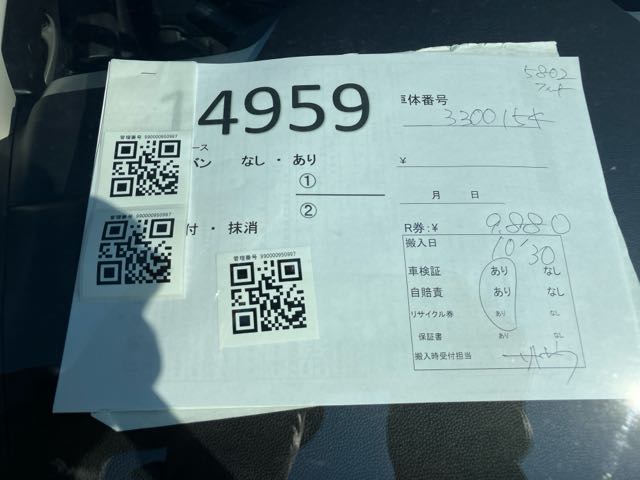 5802
14959
車体番号
3300154
管理番号 990000950997
ース
バン なし ・ あり
¥
①
②
月 日
管理番号 990000950997
付 ・ 抹消
R券:¥ 9,880
搬入日 10/30
管理番号 990000950997
車検証 あり なし
自賠責 あり なし
リサイクル券 あり なし
保証書 あり なし
搬入時受付担当